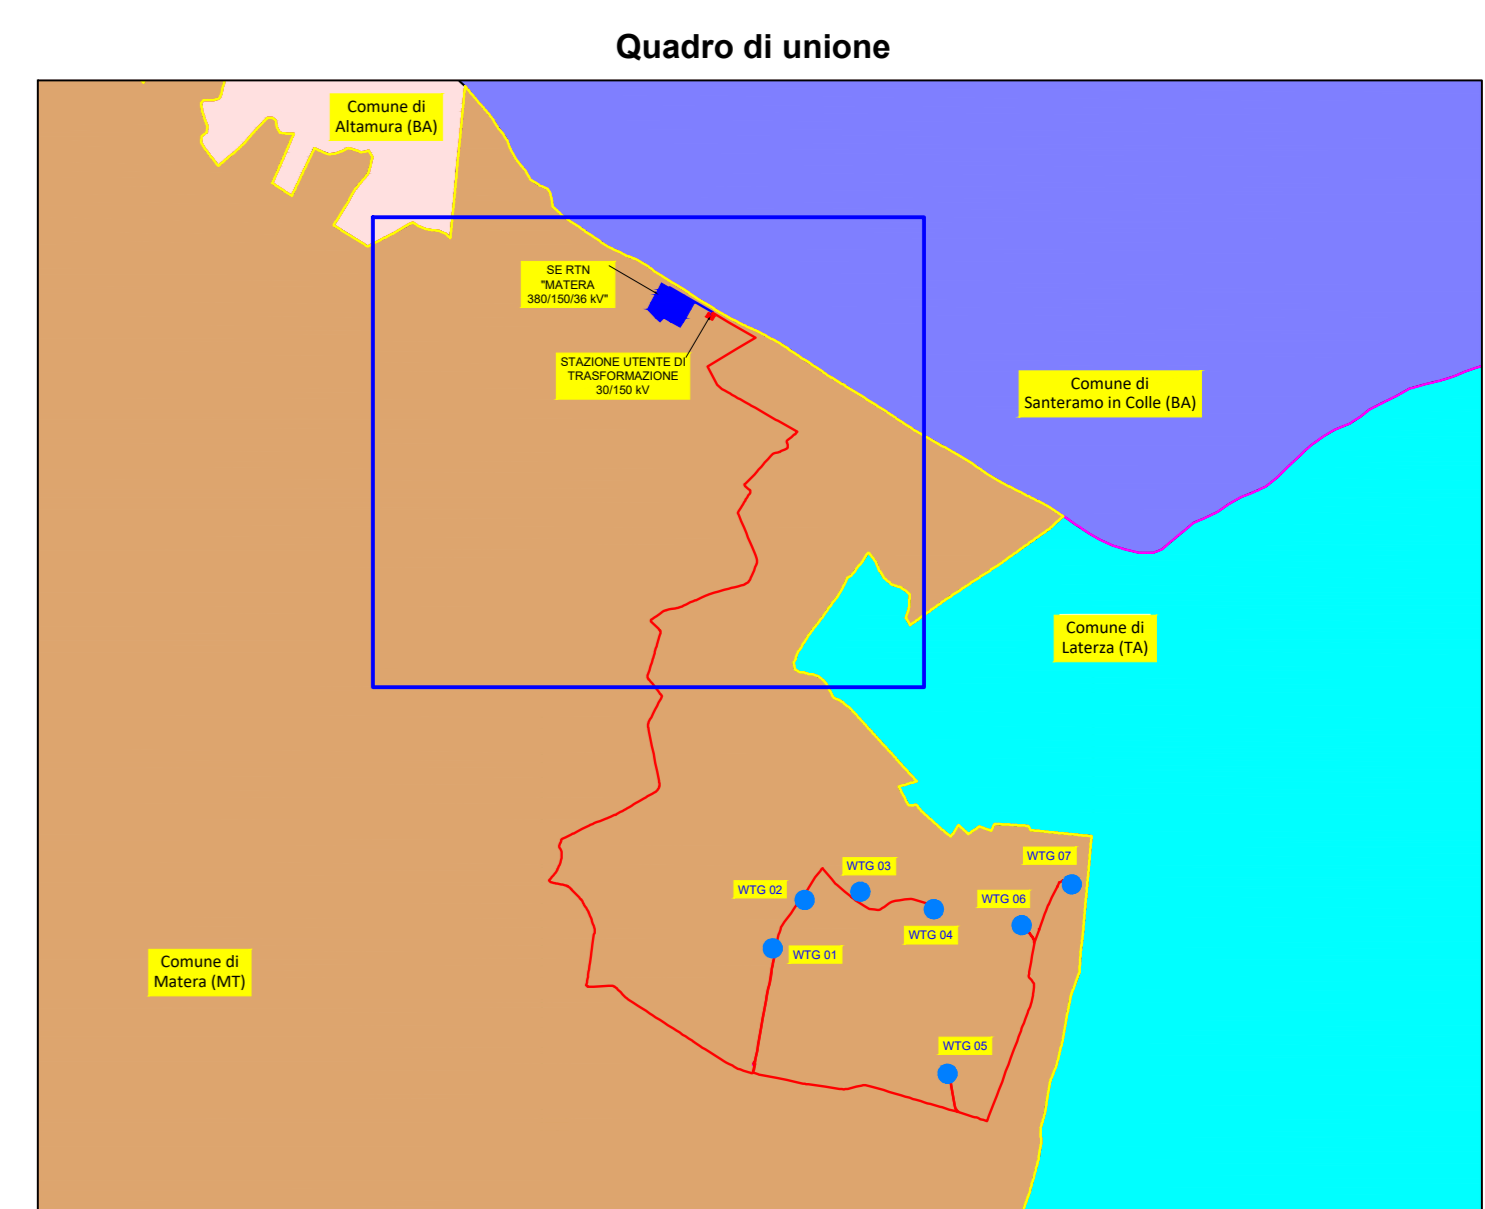 Quadro di unione
Comune di
Altamura (BA)
SE RTN
"MATERA
380/150/36 kV"
STAZIONE UTENTE DI
TRASFORMAZIONE
30/150 kV
Comune di
Santeramo in Colle (BA)
Comune di
Laterza (TA)
WTG 07
WTG 03
WTG 02
WTG 06
WTG 04
WTG 01
Comune di
Matera (MT)
WTG 05